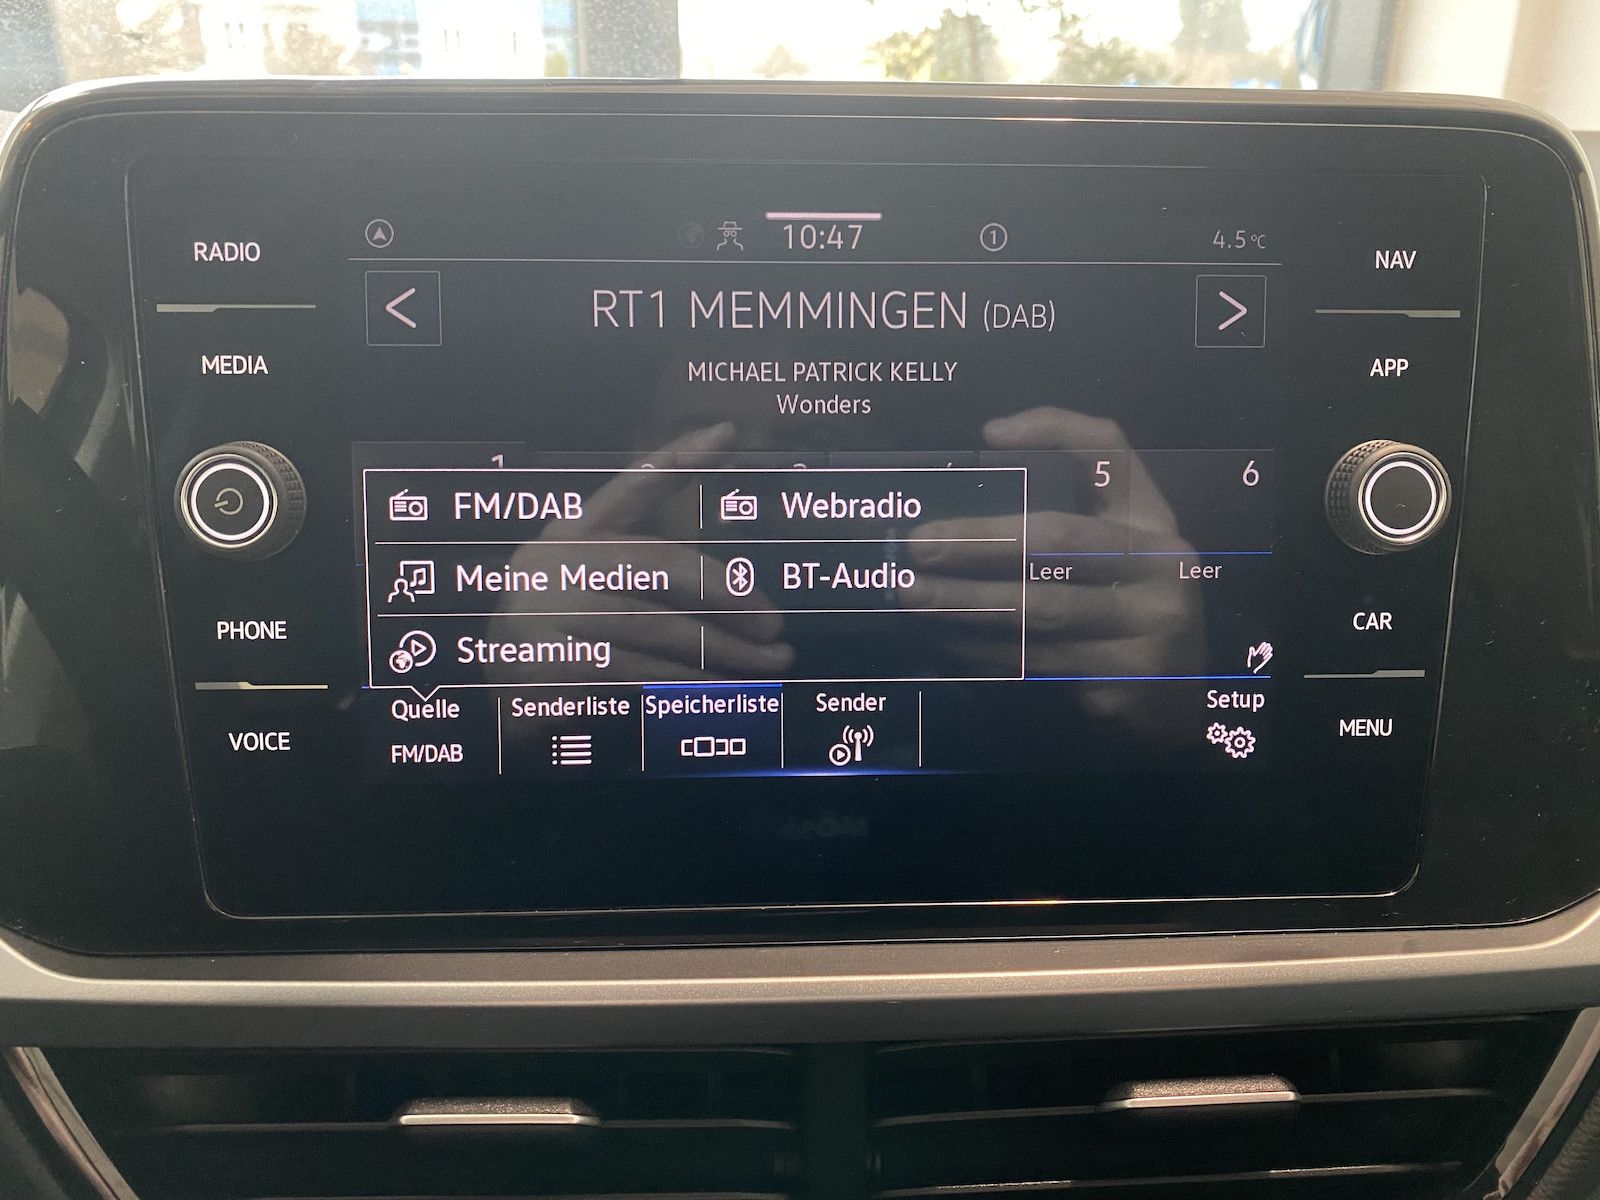 RADIO
MEDIA
PHONE
VOICE
10:47
1
4.5°C
< RT1 MEMMINGEN (DAB) >
MICHAEL PATRICK KELLY
Wonders
1
5
6
FM/DAB
Webradio
Meine Medien
BT-Audio
Streaming
Leer
Leer
Quelle
FM/DAB
Senderliste
Speicherliste
Sender
Setup
NAV
APP
CAR
MENU